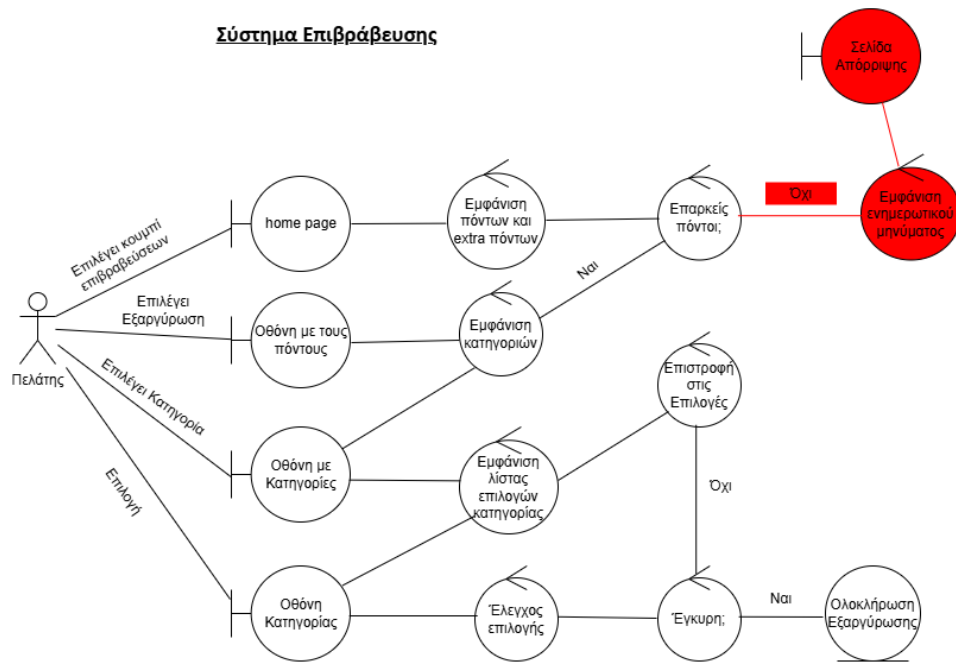 Σύστημα Επιβράβευσης
Σελίδα
Απόρριψης
Επιλέγει κουμπί
επιβραβεύσεων
home page
Εμφάνιση
πόντων και
extra πόντων
Επαρκείς
πόντοι;
Όχι
Εμφάνιση
ενημερωτικού
μηνύματος
Ναι
Πελάτης
Επιλέγει
Εξαργύρωση
Οθόνη με τους
πόντους
Εμφάνιση
κατηγοριών
Επιστροφή
στις
Επιλογές
Επιλέγει Κατηγορία
Οθόνη με
Κατηγορίες
Εμφάνιση
λίστας
επιλογών
κατηγορίας
Όχι
Επιλογή
Οθόνη
Κατηγορίας
Έλεγχος
επιλογής
Έγκυρη;
Ναι
Ολοκλήρωση
Εξαργύρωσης